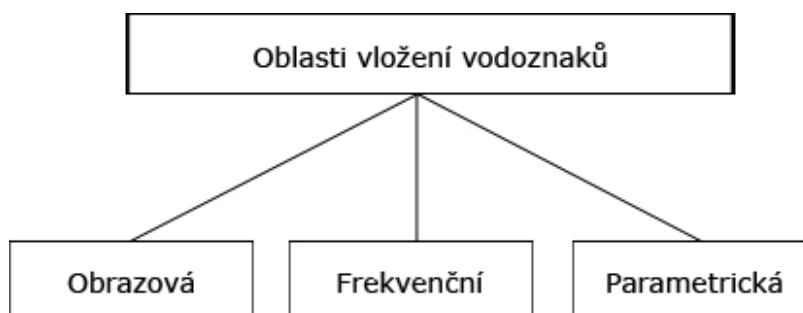 Oblasti vložení vodoznaků
Obrazová
Frekvenční
Parametrická